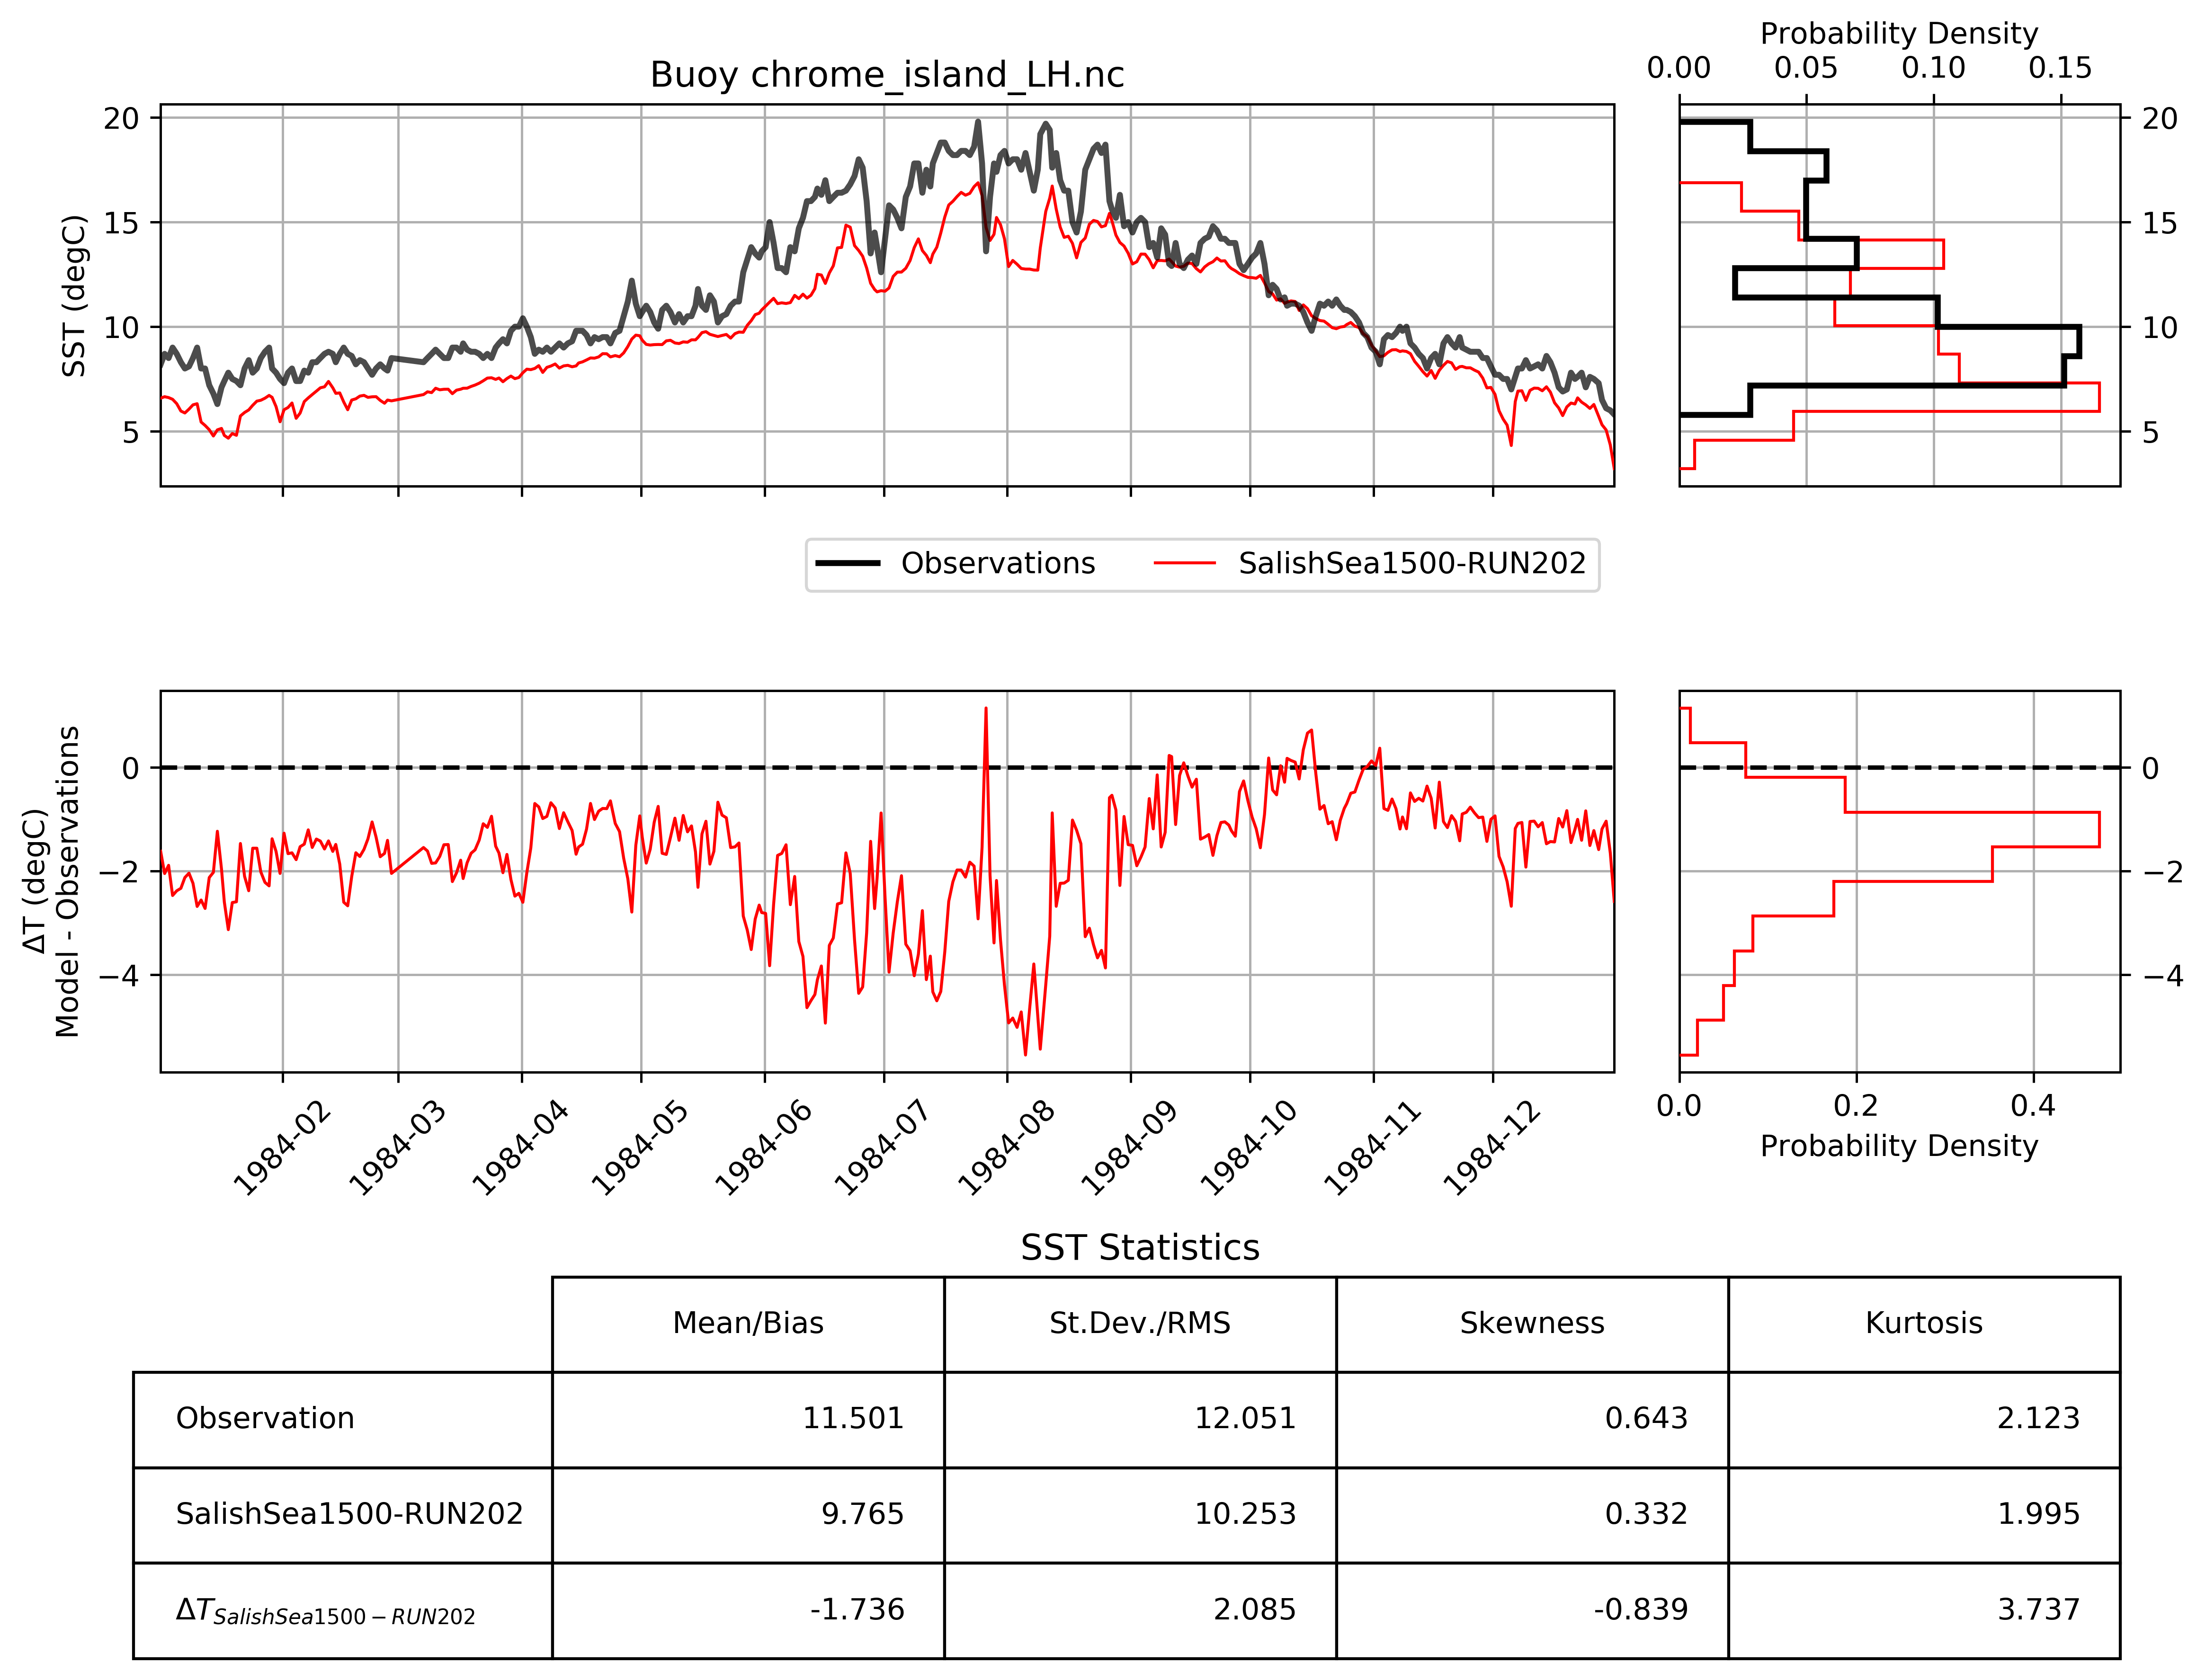 Probability Density
0.00 0.05 0.10 0.15
Buoy chrome_island_LH.nc
20
15
10
5
SST (degC)
20
15
10
5
Observations SalishSea1500-RUN202
0
−2
−4
ΔT (degC)
Model - Observations
0
−2
−4
0.0 0.2 0.4
Probability Density
1984-02 1984-03 1984-04 1984-05 1984-06 1984-07 1984-08 1984-09 1984-10 1984-11 1984-12
SST Statistics
Mean/Bias St.Dev./RMS Skewness Kurtosis
Observation 11.501 12.051 0.643 2.123
SalishSea1500-RUN202 9.765 10.253 0.332 1.995
ΔT SalishSea1500−RUN202 -1.736 2.085 -0.839 3.737